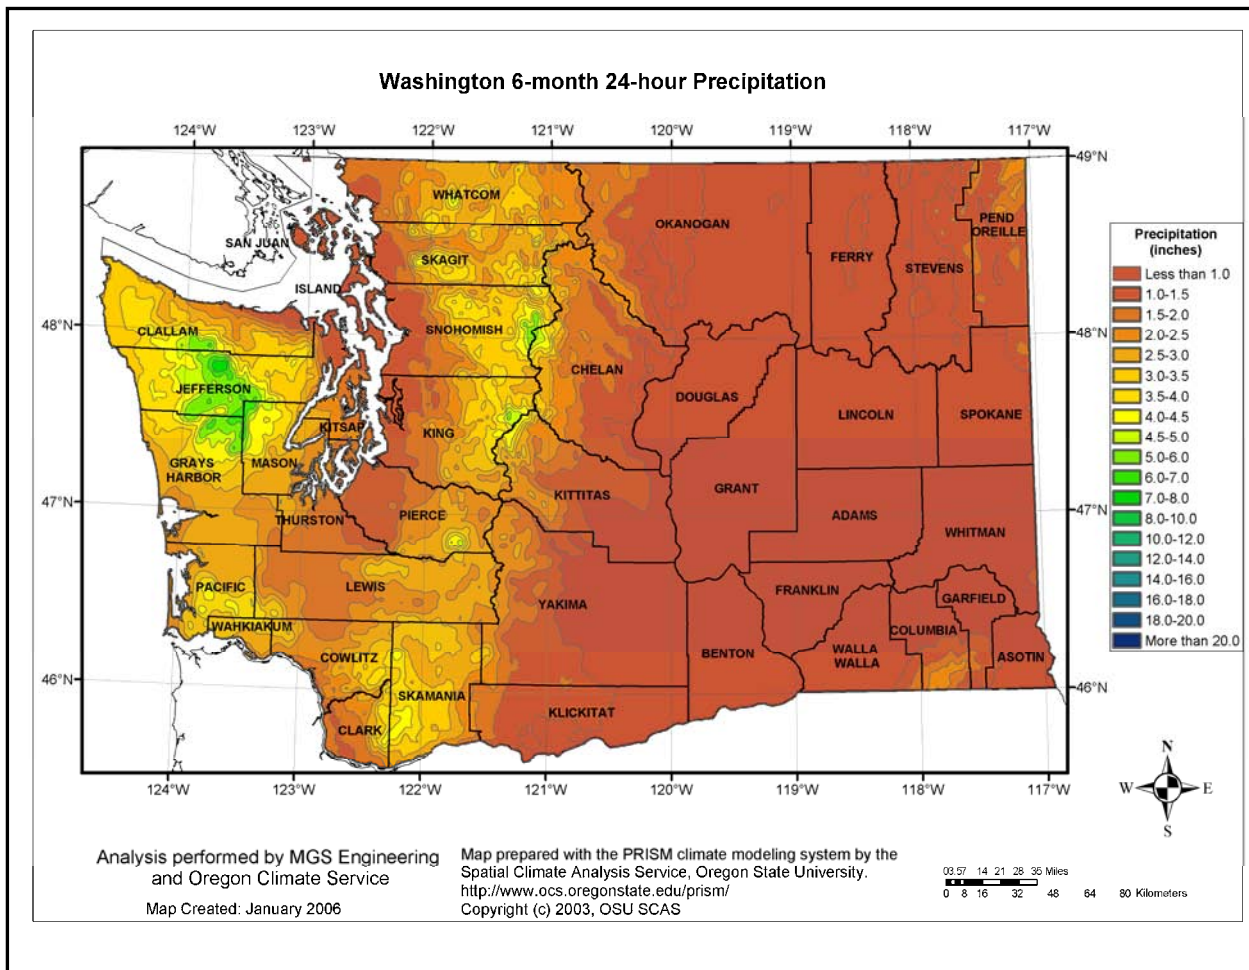 Washington 6-month 24-hour Precipitation
124°W 123°W 122°W 121°W 120°W 119°W 118°W 117°W
49°N
49°N
WHATCOM
OKANOGAN
PEND
OREILLE
SAN JUAN
SKAGIT
FERRY
STEVENS
ISLAND
48°N
CLALLAM
SNOHOMISH
48°N
CHELAN
JEFFERSON
DOUGLAS
LINCOLN
SPOKANE
KITSAP
KING
GRAYS
HARBOR
MASON
KITTITAS
GRANT
47°N
THURSTON
PIERCE
ADAMS
47°N
WHITMAN
PACIFIC
LEWIS
YAKIMA
FRANKLIN
GARFIELD
WAHKIAKUM
COLUMBIA
COWLITZ
BENTON
WALLA
WALLA
ASOTIN
46°N
SKAMANIA
46°N
CLARK
KLICKITAT
124°W 123°W 122°W 121°W 120°W 119°W 118°W 117°W
Precipitation
(inches)
Less than 1.0
1.0-1.5
1.5-2.0
2.0-2.5
2.5-3.0
3.0-3.5
3.5-4.0
4.0-4.5
4.5-5.0
5.0-6.0
6.0-7.0
7.0-8.0
8.0-10.0
10.0-12.0
12.0-14.0
14.0-16.0
16.0-18.0
18.0-20.0
More than 20.0
N
W E
S
Analysis performed by MGS Engineering
and Oregon Climate Service
Map Created: January 2006
Map prepared with the PRISM climate modeling system by the
Spatial Climate Analysis Service, Oregon State University.
http://www.ocs.oregonstate.edu/prism/
Copyright (c) 2003, OSU SCAS
03.57 14 21 28 35 Miles
0 8 16 32 48 64 80 Kilometers